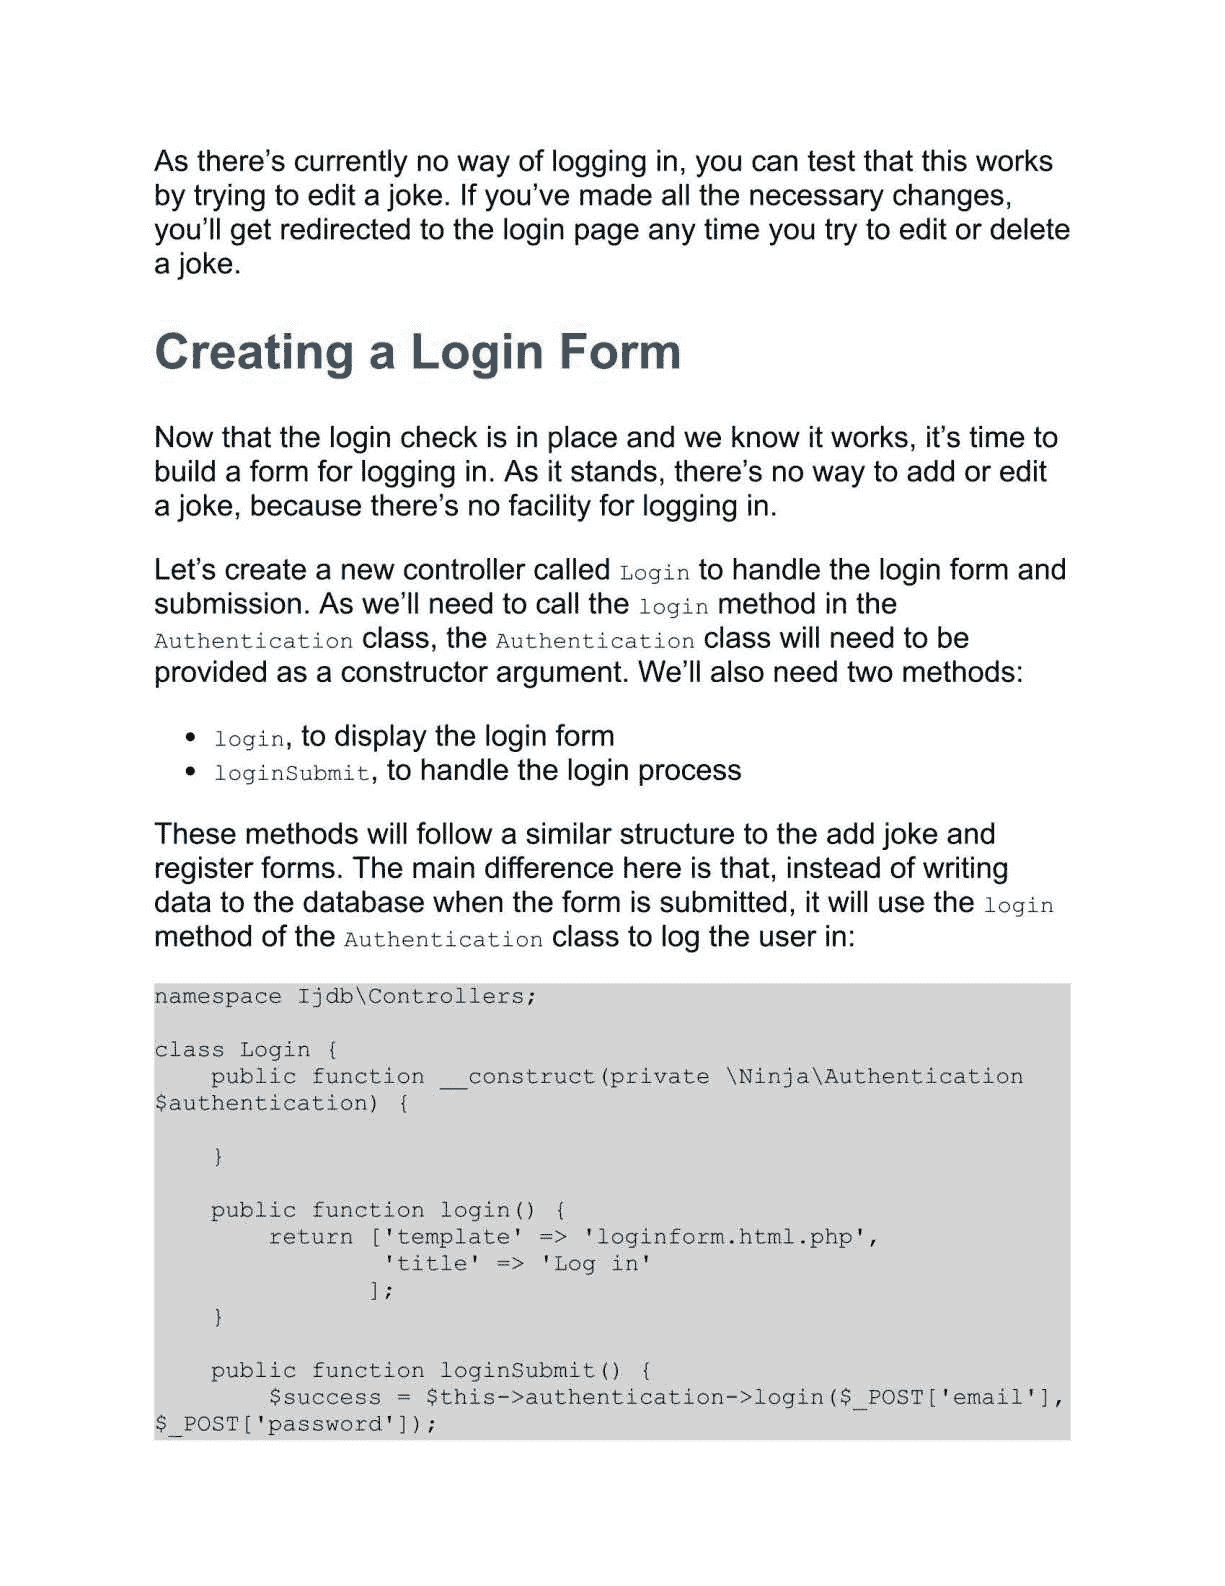 As there’s currently no way of logging in, you can test that this works
by trying to edit a joke. If you’ve made all the necessary changes,
you’ll get redirected to the login page any time you try to edit or delete
a joke.
Creating a Login Form
Now that the login check is in place and we know it works, it’s time to
build a form for logging in. As it stands, there’s no way to add or edit
a joke, because there’s no facility for logging in.
Let’s create a new controller called Login to handle the login form and
submission. As we’ll need to call the login method in the
Authentication class, the Authentication class will need to be
provided as a constructor argument. We’ll also need two methods:
• login, to display the login form
• loginSubmit, to handle the login process
These methods will follow a similar structure to the add joke and
register forms. The main difference here is that, instead of writing
data to the database when the form is submitted, it will use the login
method of the Authentication class to log the user in:
namespace Ijdb\Controllers;
class Login {
    public function __construct(private \Ninja\Authentication
$authentication) {
    }
    public function login() {
        return ['template' => 'loginform.html.php',
                'title' => 'Log in'
               ];
    }
    public function loginSubmit() {
        $success = $this->authentication->login($_POST['email'],
$_POST['password']);